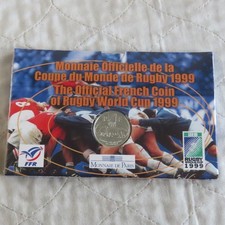 Monnaie Officielle de la
Coupe du Monde de Rugby 1999
The Official French Coin
of Rugby World Cup 1999
FFR
MONNAIE DE PARIS
RUGBY
1999